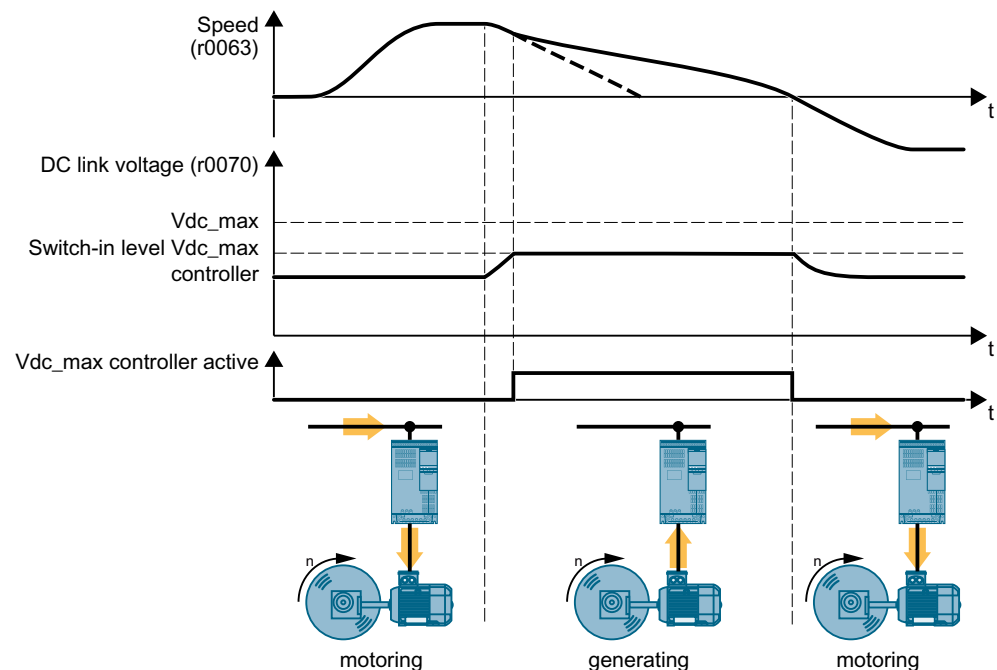 Speed
(r0063)
t
DC link voltage (r0070)
Vdc_max
Switch-in level Vdc_max
controller
t
Vdc_max controller active
t
n
n
n
motoring
generating
motoring